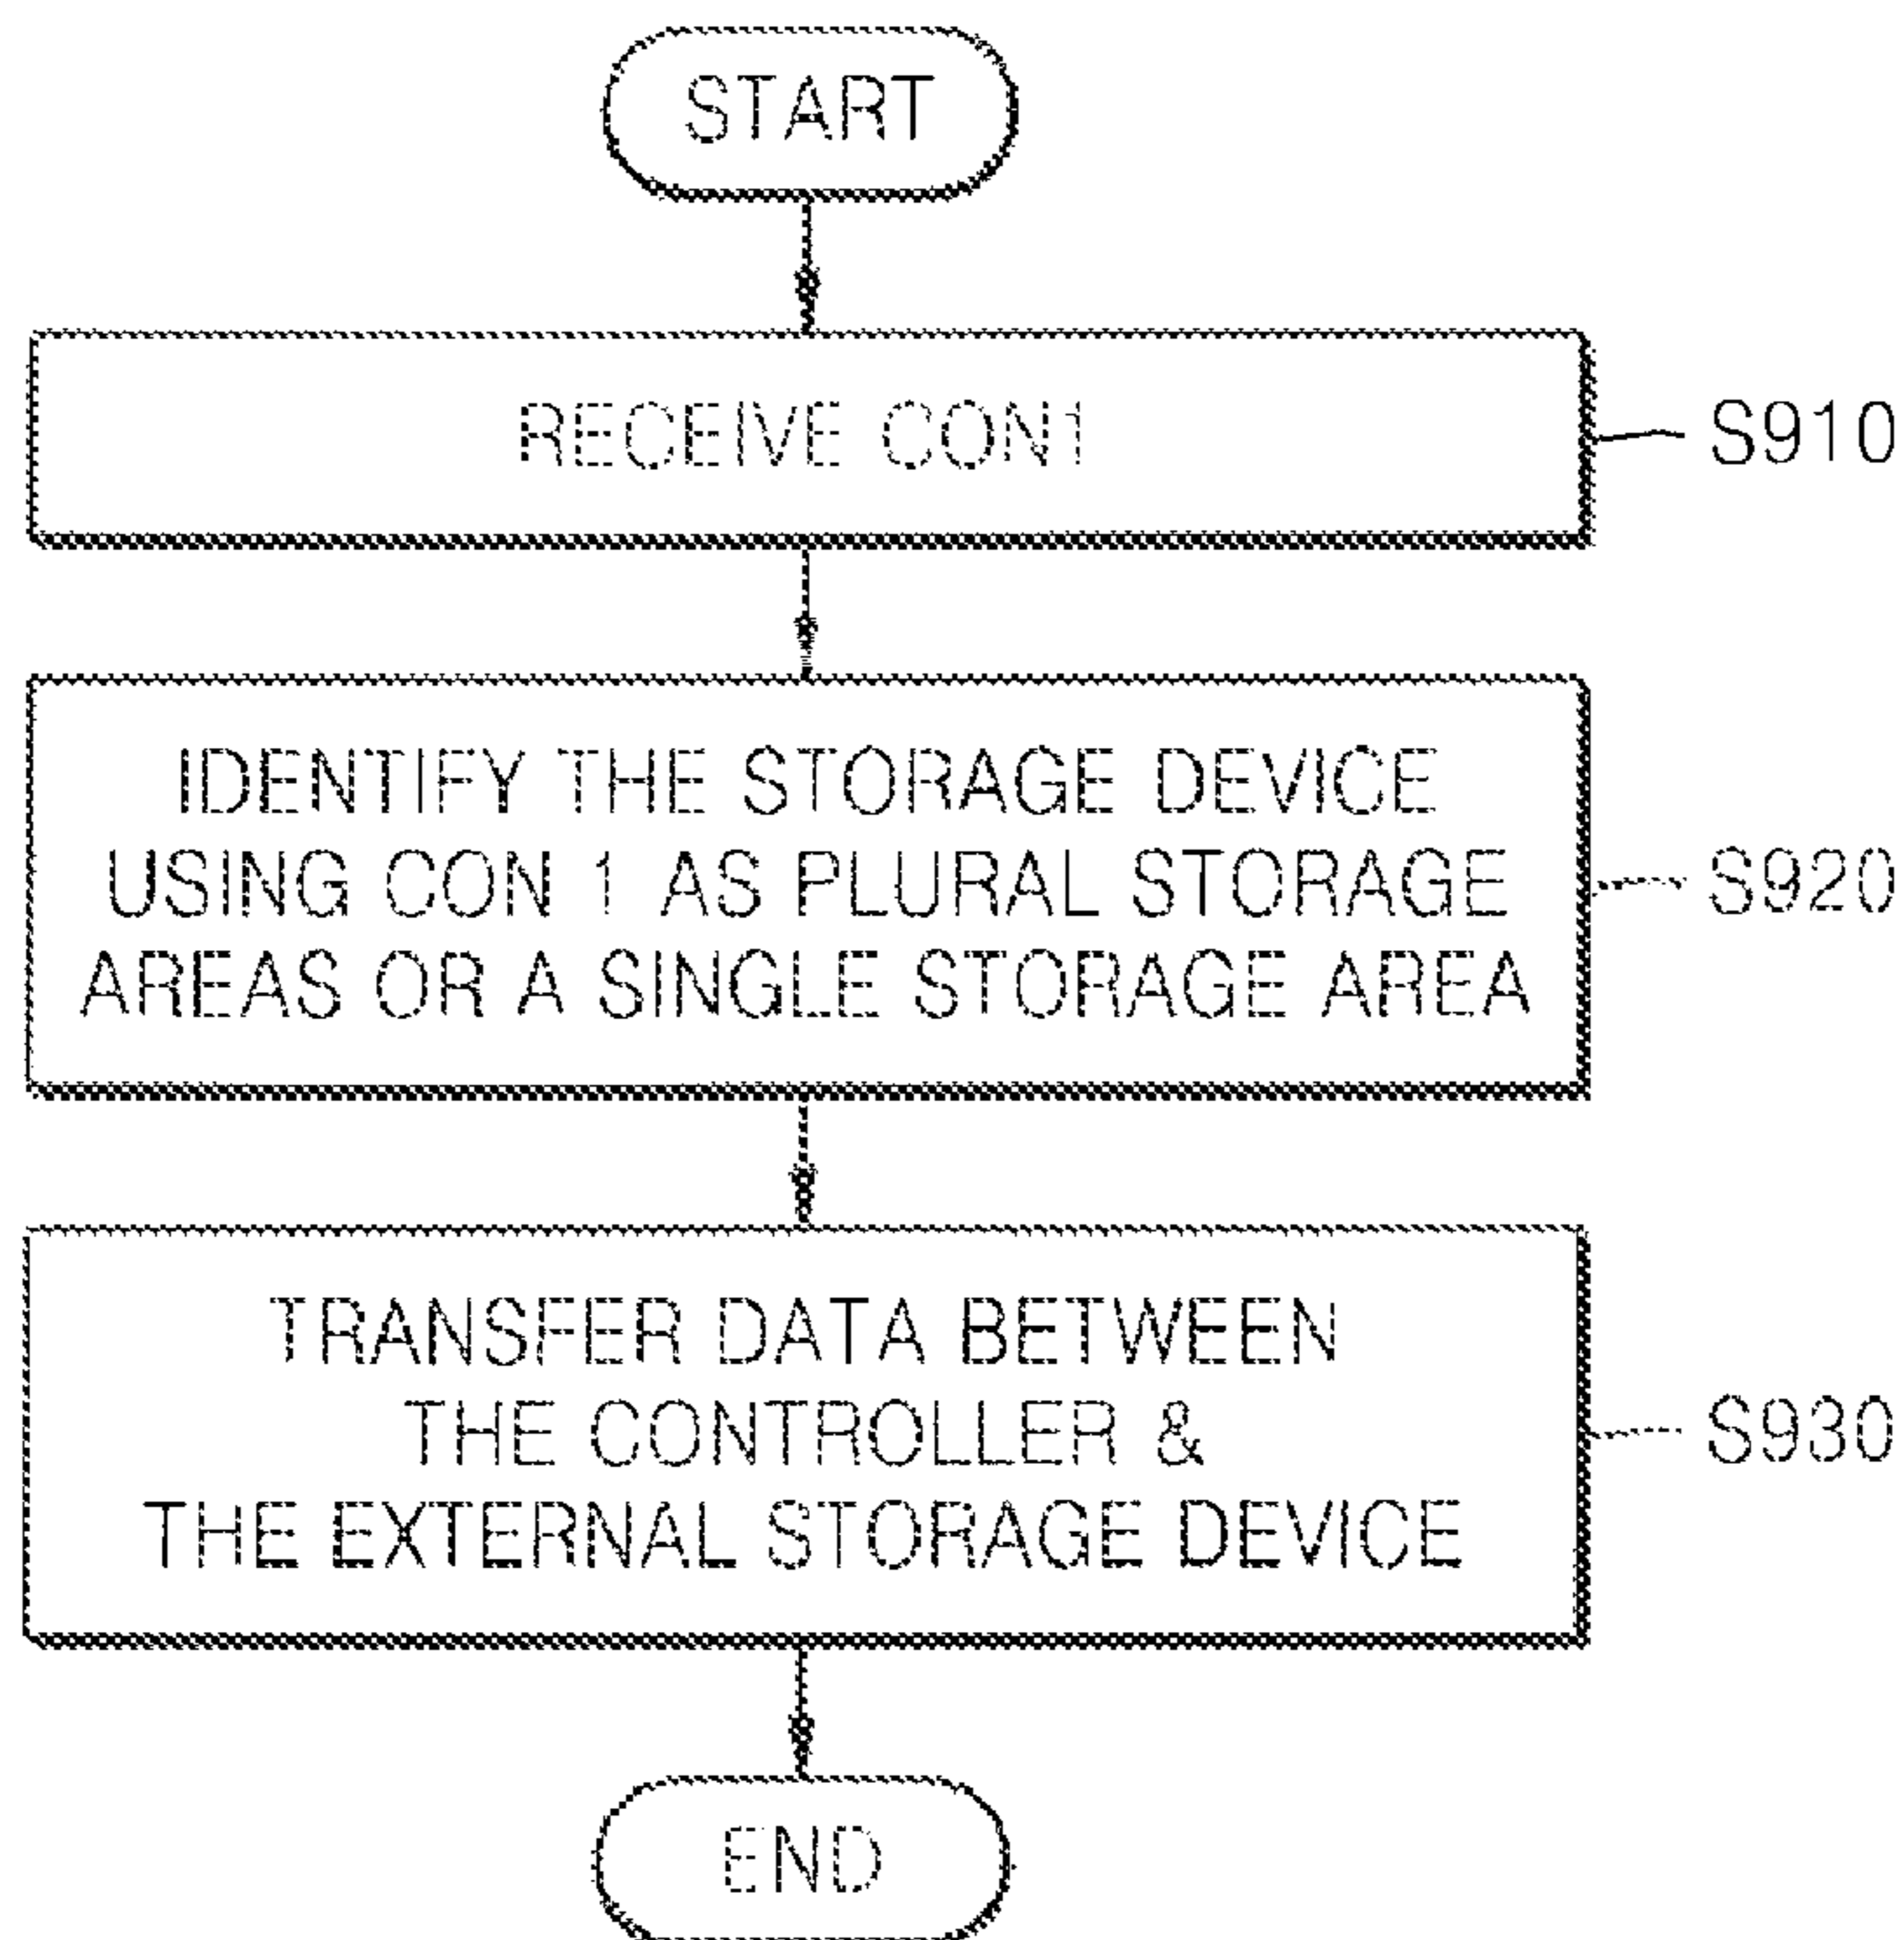 START
RECEIVE CON1
S910
IDENTIFY THE STORAGE DEVICE
USING CON 1 AS PLURAL STORAGE
AREAS OR A SINGLE STORAGE AREA
S920
TRANSFER DATA BETWEEN
THE CONTROLLER &
THE EXTERNAL STORAGE DEVICE
S930
END